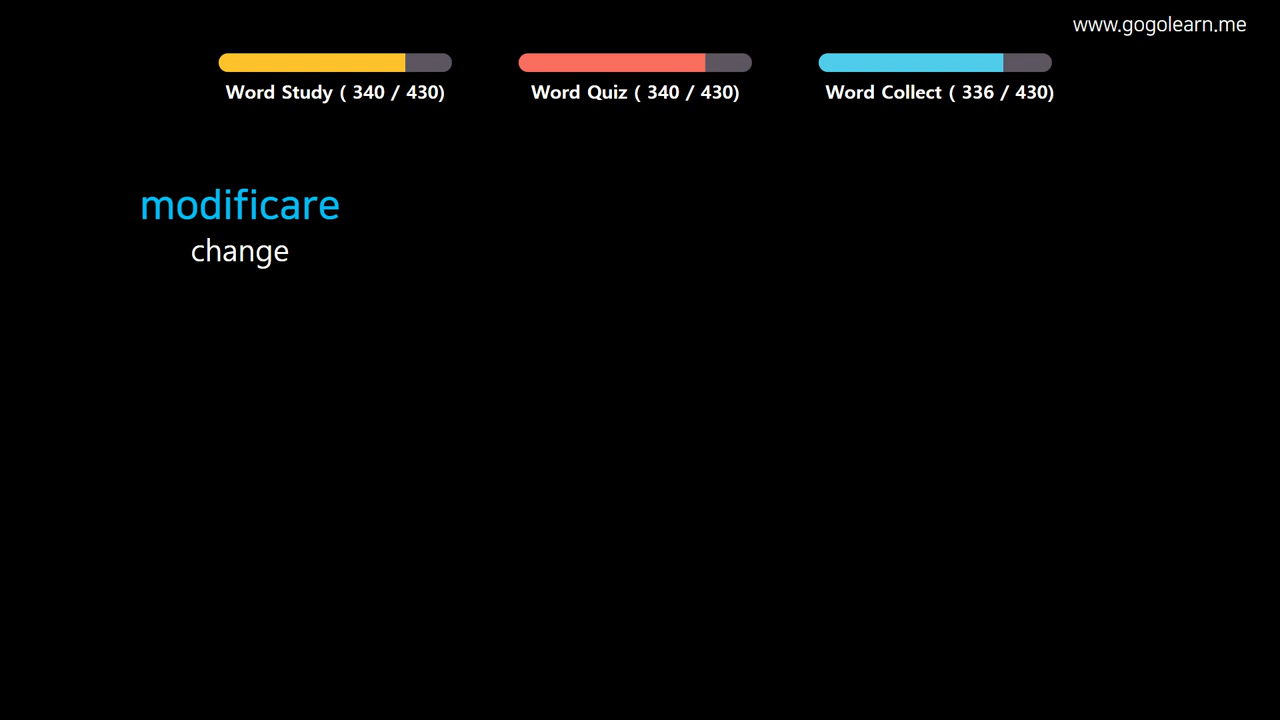 www.gogolearn.me
Word Study ( 340 / 430)
Word Quiz ( 340 / 430)
Word Collect ( 336 / 430)
modificare
change